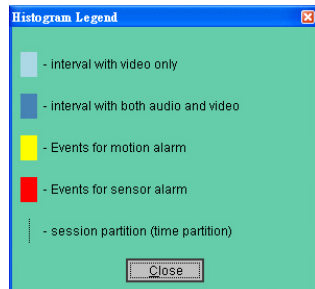 Histogram Legend
- interval with video only
- interval with both audio and video
- Events for motion alarm
- Events for sensor alarm
- session partition (time partition)
Close